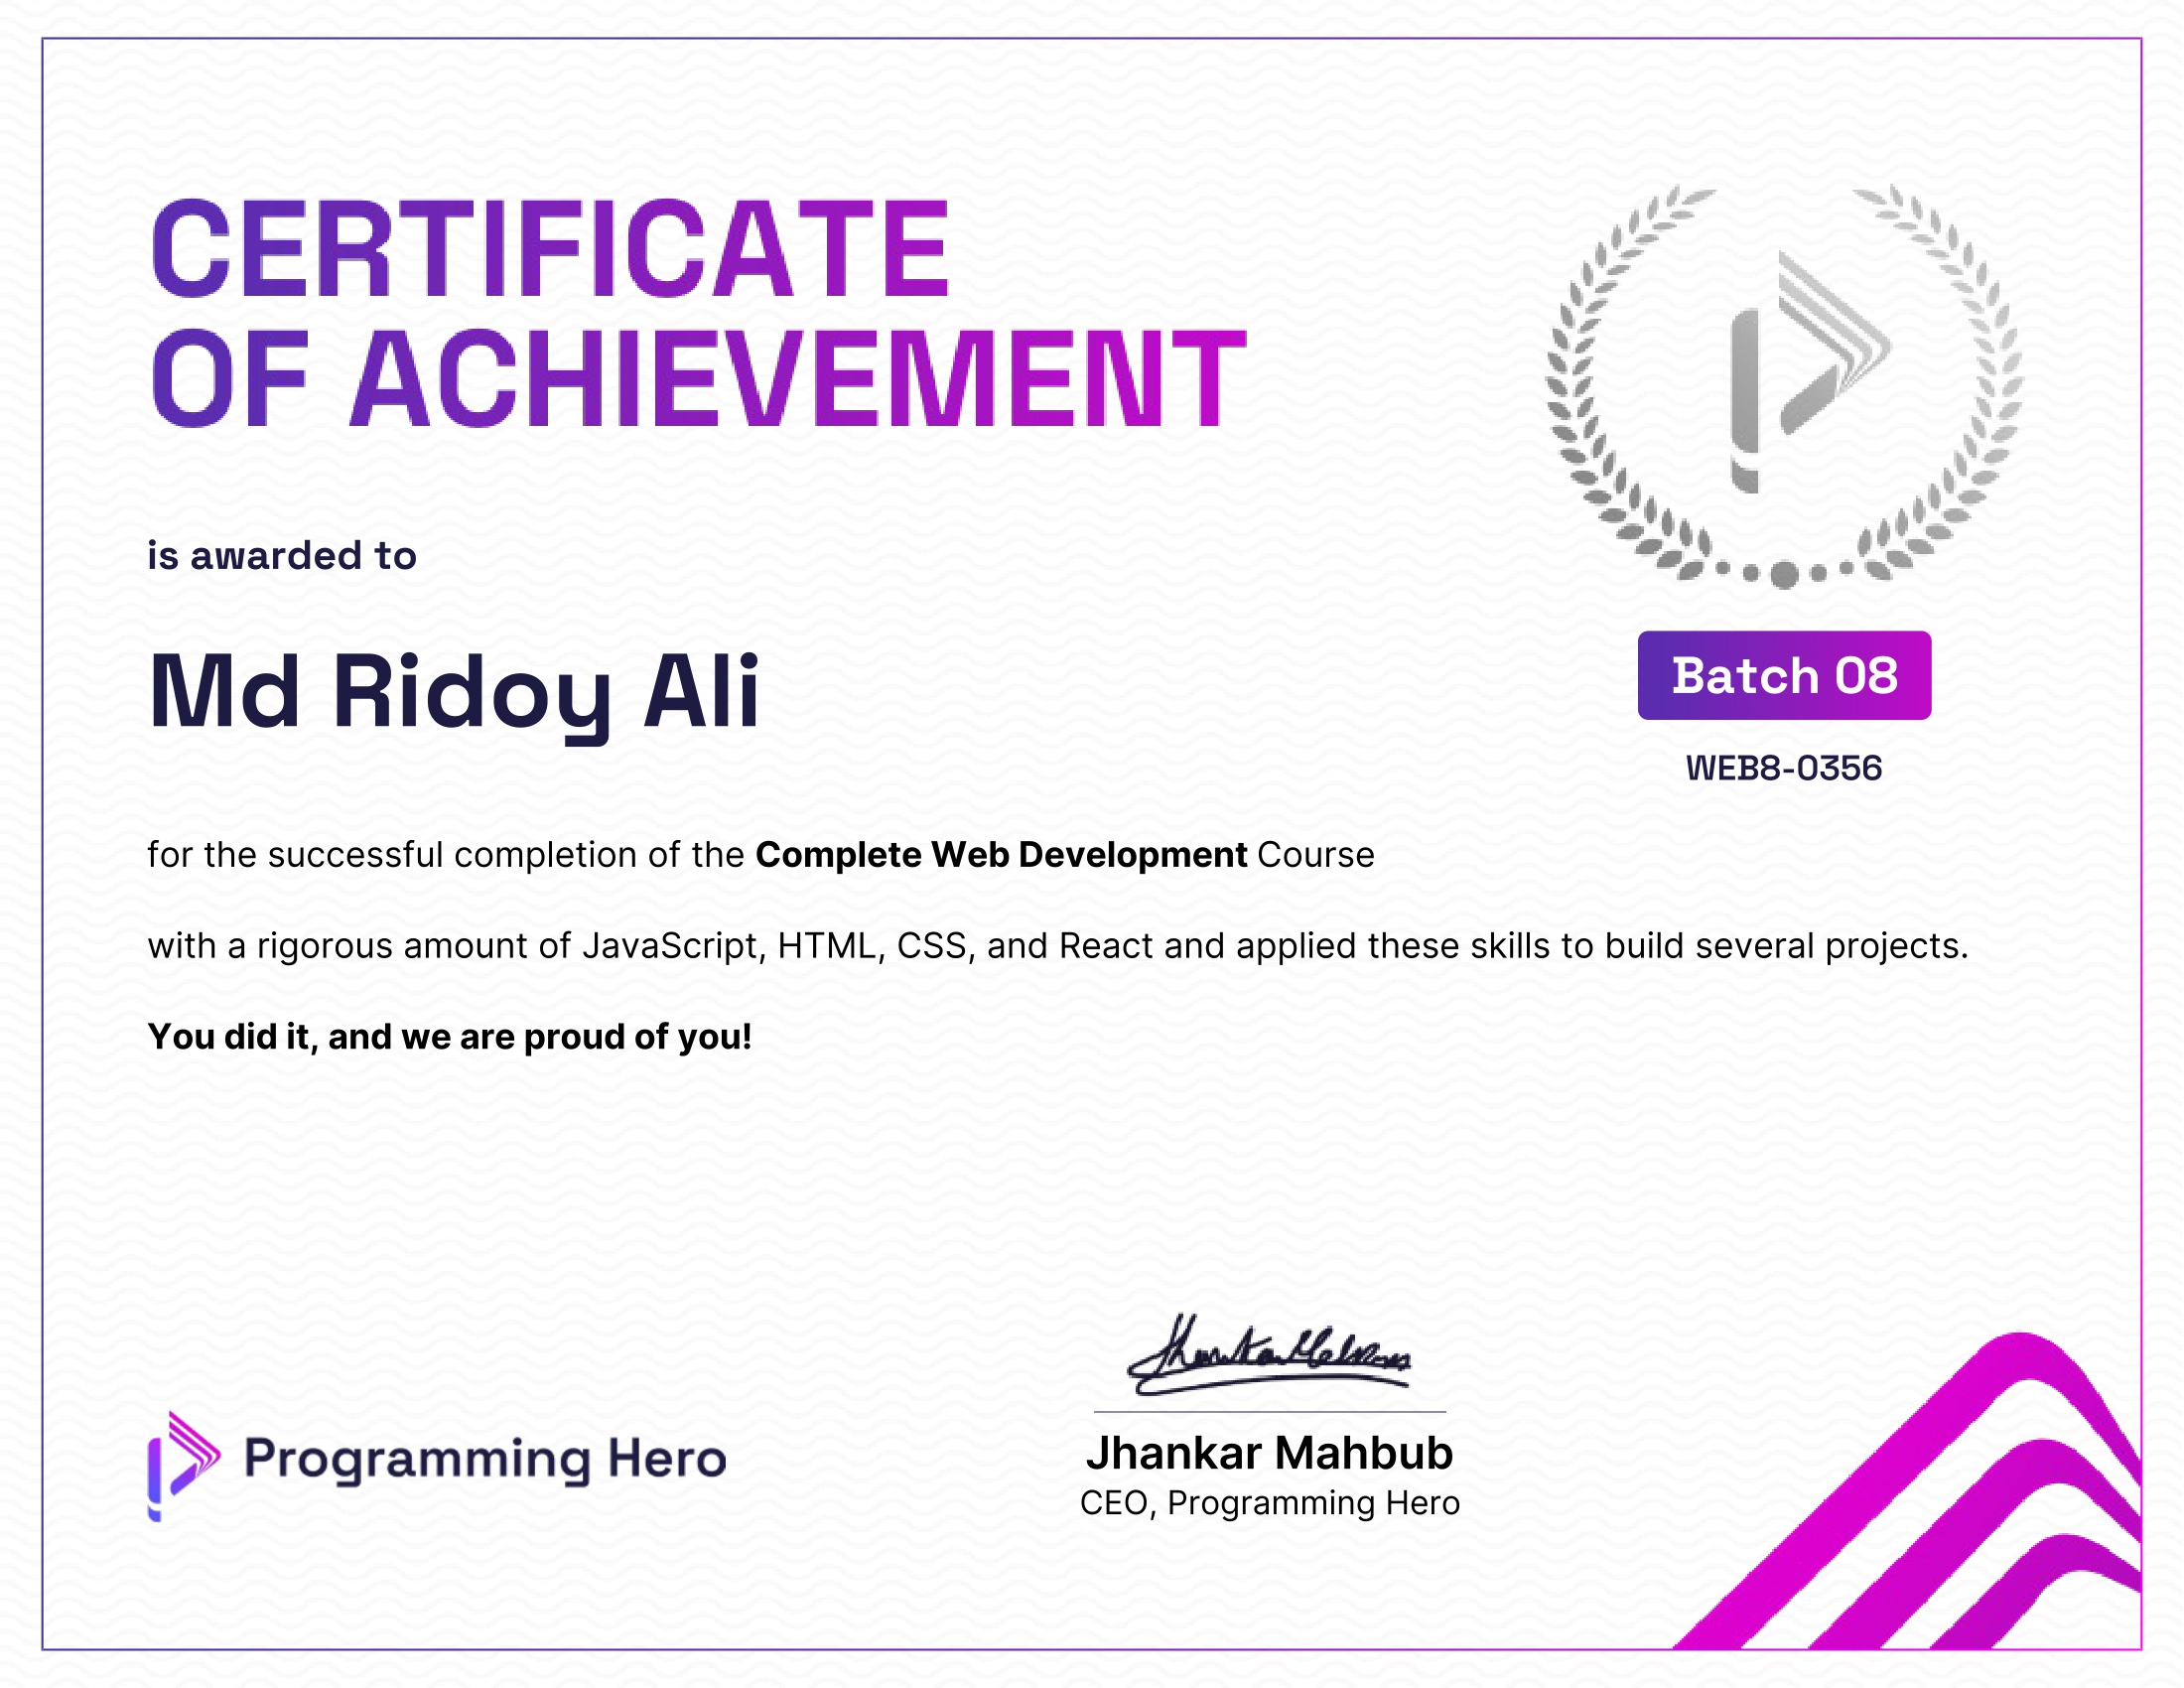 CERTIFICATE
OF ACHIEVEMENT
is awarded to
Md Ridoy Ali
Batch 08
WEB8-0356
for the successful completion of the Complete Web Development Course
with a rigorous amount of JavaScript, HTML, CSS, and React and applied these skills to build several projects.
You did it, and we are proud of you!
Jhankar Mahbub
Programming Hero
Jhankar Mahbub
CEO, Programming Hero